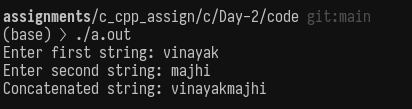 assignments/c_cpp_assign/c/Day-2/code git:main
(base) > ./a.out
Enter first string: vinayak
Enter second string: majhi
Concatenated string: vinayakmajhi